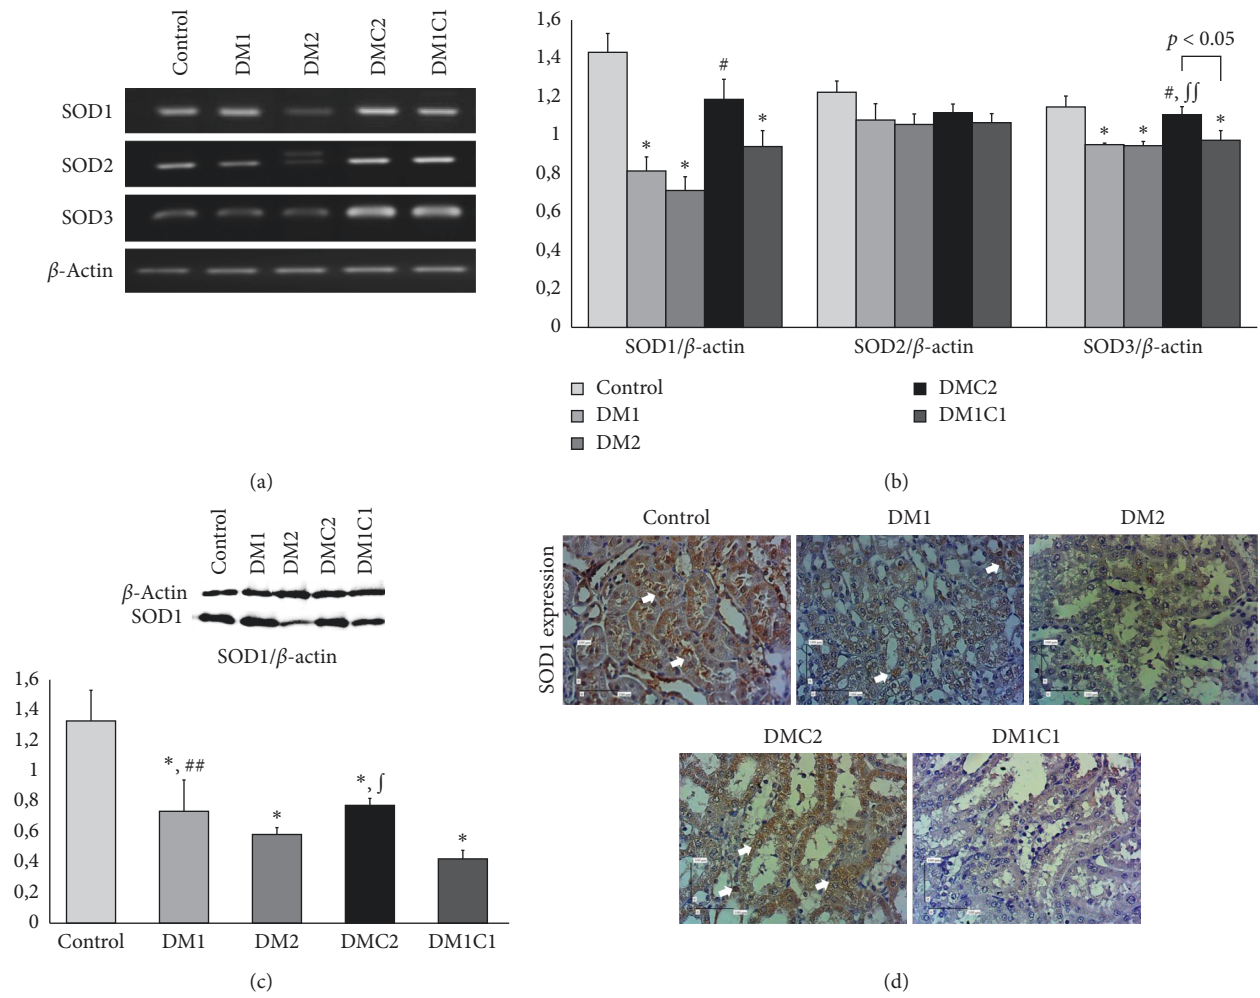 Control
DM1
DM2
DMC2
DM1C1
SOD1
SOD2
SOD3
β-Actin
(a)
1,6
1,4
1,2
1
0,8
0,6
0,4
0,2
0
*
*
#
*
*
*
#, ∫∫
*
p < 0.05
SOD1/β-actin SOD2/β-actin SOD3/β-actin
Control DMC2
DM1 DM1C1
DM2
(b)
Control
DM1
DM2
DMC2
DM1C1
β-Actin
SOD1
SOD1/β-actin
1,6
1,4
1,2
1
0,8
0,6
0,4
0,2
0
*, ##
*
*, ∫
*
Control DM1 DM2 DMC2 DM1C1
(c)
SOD1 expression
Control DM1 DM2
DMC2 DM1C1
(d)